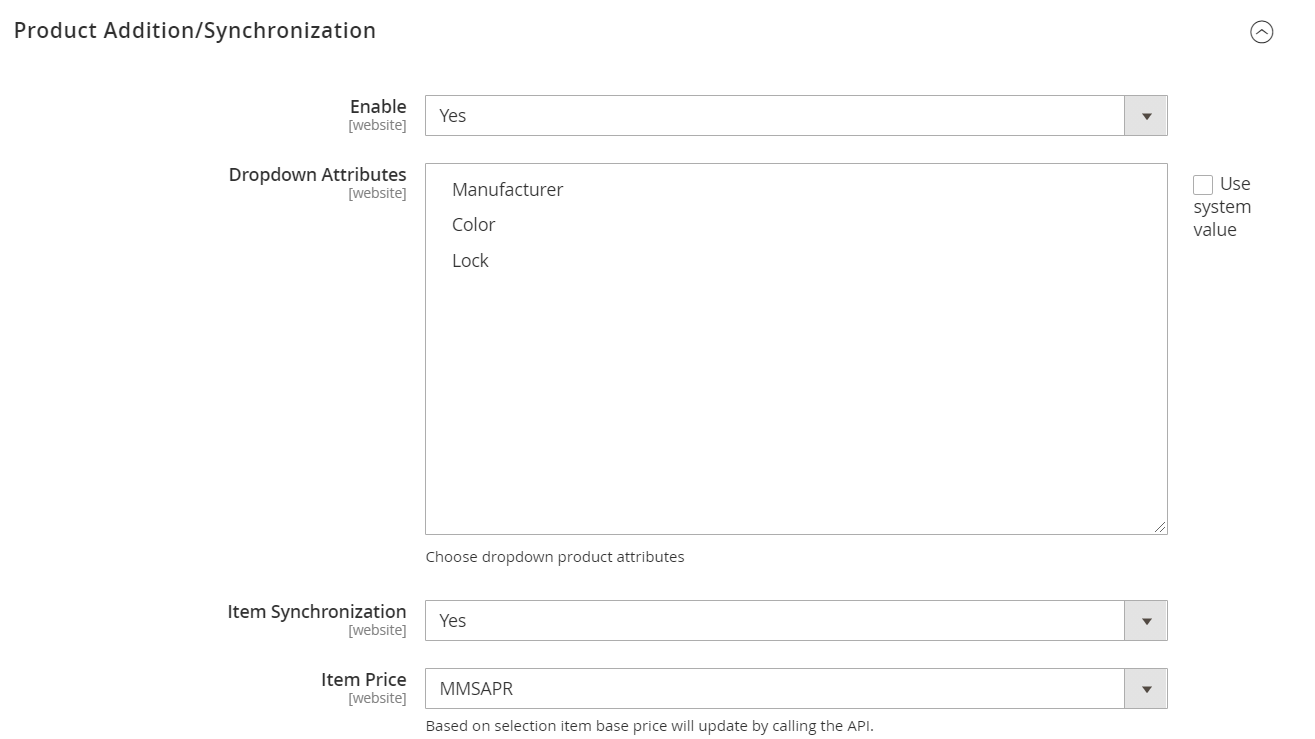 Product Addition/Synchronization
Enable
[website]
Yes
Dropdown Attributes
[website]
Manufacturer
Color
Lock
Use
system
value
Choose dropdown product attributes
Item Synchronization
[website]
Yes
Item Price
[website]
MMSAPR
Based on selection item base price will update by calling the API.